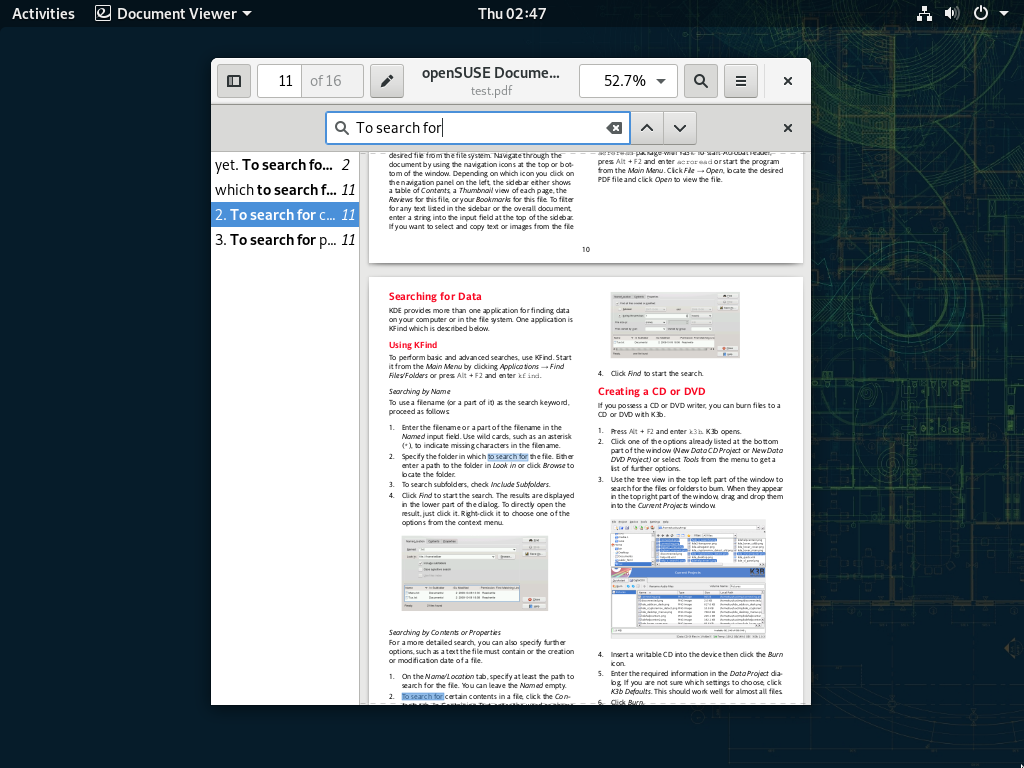 Activities
Document Viewer
Thu 02:47
11
of 16
openSUSE Docume...
test.pdf
52.7%
To search for
yet. To search fo... 2
which to search f... 11
2. To search for c... 11
3. To search for p... 11
desired file from the file system. Navigate through the
document by using the navigation icons at the top or bot-
tom of the window. Depending on which icon you click on
the navigation panel on the left, the sidebar either shows
a table of Contents, a Thumbnail view of each page, the
Reviews for this file, or your Bookmarks for this file. To filter
for any text listed in the sidebar or the overall document,
enter a string into the input field at the top of the sidebar.
If you want to select and copy text or images from the file
press Alt + F2 and enter acroread or start the program
from the Main Menu. Click File → Open, locate the desired
PDF file and click Open to view the file.
10
Searching for Data
KDE provides more than one application for finding data
on your computer or in the file system. One application is
KFind which is described below.
Using KFind
To perform basic and advanced searches, use KFind. Start
it from the Main Menu by clicking Applications → Find
Files/Folders or press Alt + F2 and enter kfind.
Searching by Name
To use a filename (or a part of it) as the search keyword,
proceed as follows:
1. Enter the filename or a part of the filename in the
Named input field. Use wild cards, such as an asterisk
(*), to indicate missing characters in the filename.
2. Specify the folder in which to search for the file. Either
enter a path to the folder in Look in or click Browse to
locate the folder.
3. To search subfolders, check Include Subfolders.
4. Click Find to start the search. The results are displayed
in the lower part of the dialog. To directly open the
result, just click it. Right-click it to choose one of the
options from the context menu.
Searching by Contents or Properties
For a more detailed search, you can also specify further
options, such as a text the file must contain or the creation
or modification date of a file.
1. On the Name/Location tab, specify at least the path to
search for the file. You can leave the Named empty.
2. To search for certain contents in a file, click the Con-
4. Click Find to start the search.
Creating a CD or DVD
If you possess a CD or DVD writer, you can burn files to a
CD or DVD with K3b.
1. Press Alt + F2 and enter k3b. K3b opens.
2. Click one of the options already listed at the bottom
part of the window (New Data CD Project or New Data
DVD Project) or select Tools from the menu to get a
list of further options.
3. Use the tree view in the top left part of the window to
search for the files or folders to burn. When they appear
in the top right part of the window, drag and drop them
into the Current Projects window.
4. Insert a writable CD into the device then click the Burn
icon.
5. Enter the required information in the Data Project dia-
log. If you are not sure which settings to choose, click
K3b Defaults. This should work well for almost all files.
6. Click Burn.